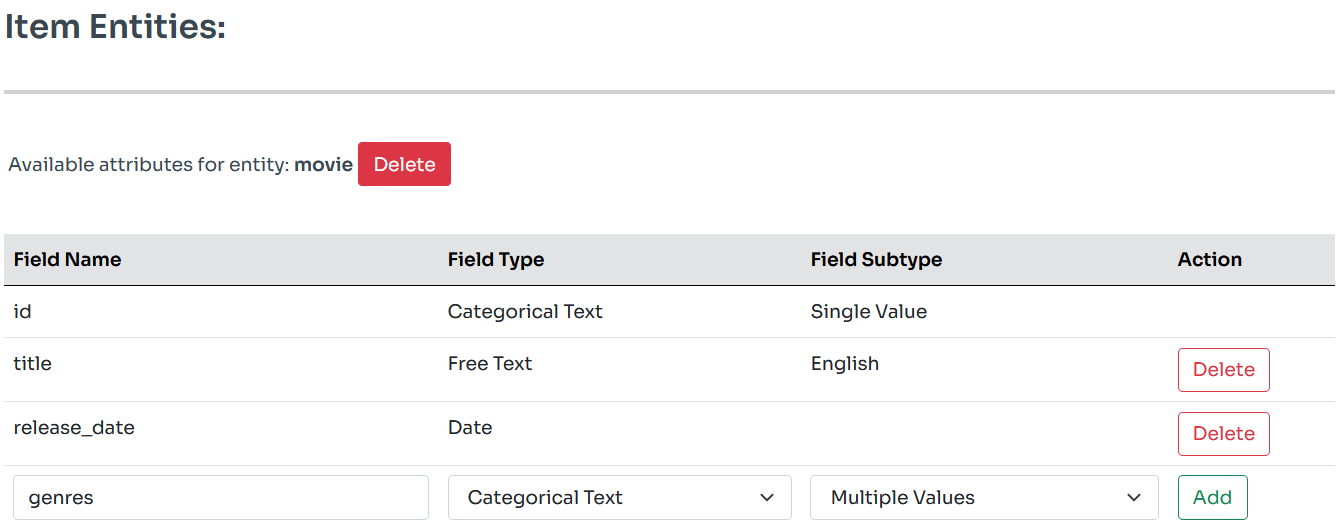 Item Entities:
Available attributes for entity: movie Delete
Field Name Field Type Field Subtype Action
id Categorical Text Single Value
title Free Text English Delete
release_date Date Delete
genres Categorical Text Multiple Values Add